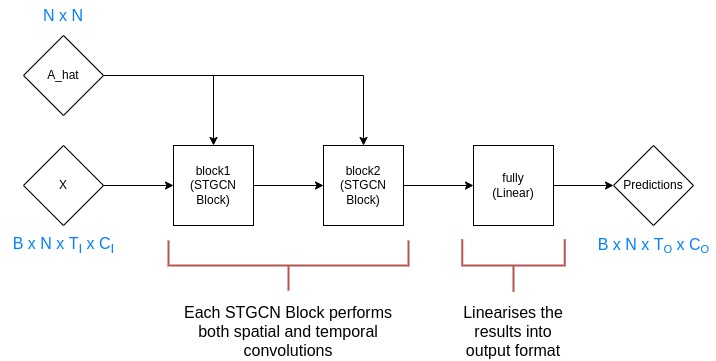 N x N
A_hat
X
B x N x T_I x C_I
block1
(STGCN
Block)
block2
(STGCN
Block)
fully
(Linear)
Predictions
B x N x T_O x C_O
Each STGCN Block performs
both spatial and temporal
convolutions
Linearises the
results into
output format